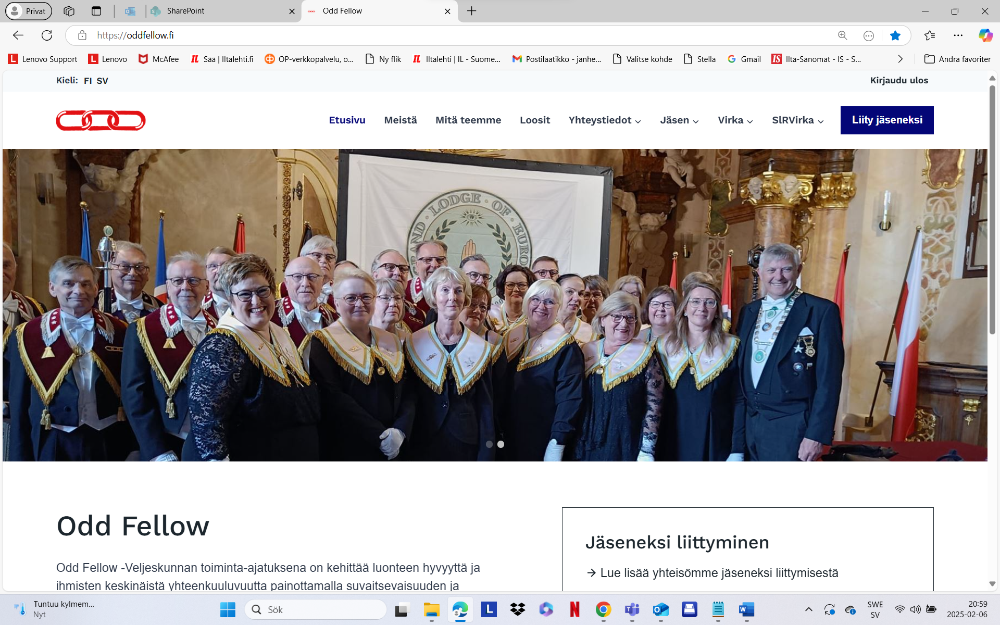 Privat
SharePoint
Odd Fellow
https://oddfellow.fi
Lenovo Support
Lenovo
McAfee
Sää | Iltalehti.fi
OP-verkkopalvelu, o...
Ny flik
Iltalehti | IL - Suome...
Postilaatikko - janhe...
Valitse kohde
Stella
Gmail
Ilta-Sanomat - IS - S...
Andra favoriter
Kieli: FI SV
Kirjaudu ulos
Etusivu
Meistä
Mitä teemme
Loosit
Yhteystiedot
Jäsen
Virka
SlRVirka
Liity jäseneksi
LODGE · OF · EURO
Odd Fellow
Odd Fellow -Veljeskunnan toiminta-ajatuksena on kehittää luonteen hyvyyttä ja
ihmisten keskinäistä yhteenkuuluvuutta painottamalla suvaitsevaisuuden ja
Jäseneksi liittyminen
→ Lue lisää yhteisömme jäseneksi liittymisestä
Tuntuu kylmem...
Nyt
Sök
SWE
SV
20:59
2025-02-06